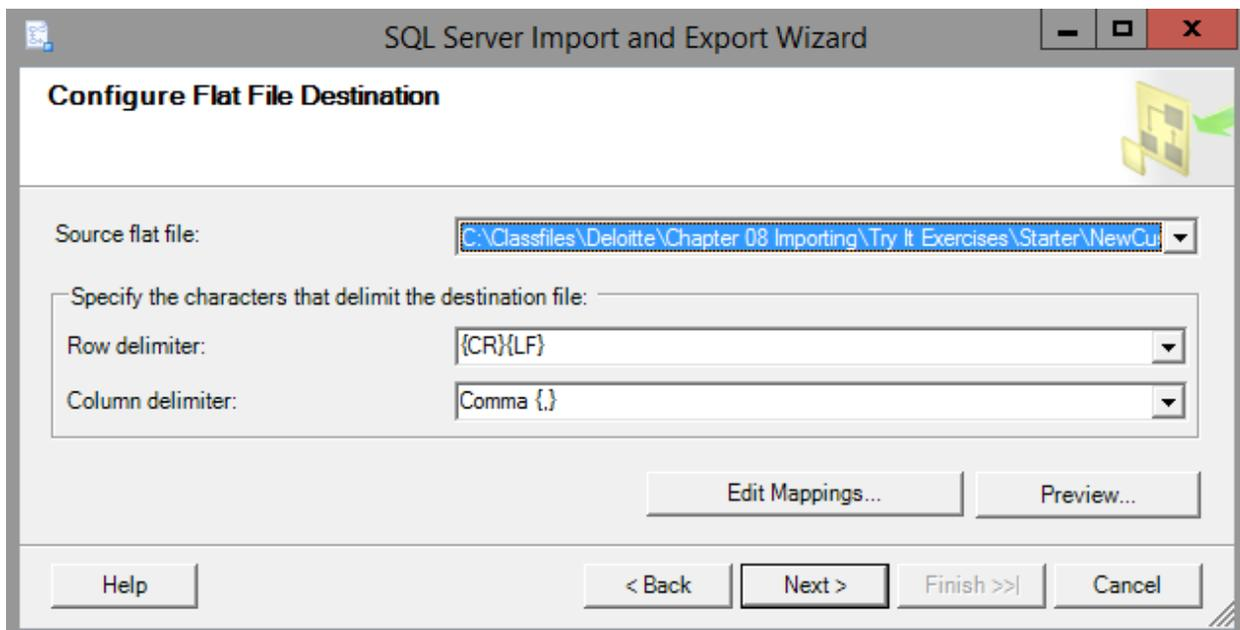 SQL Server Import and Export Wizard
Configure Flat File Destination
Source flat file:
C:\Classfiles\Deloitte\Chapter 08 Importing\Try It Exercises\Starter\NewCu
Specify the characters that delimit the destination file:
Row delimiter:
{CR}{LF}
Column delimiter:
Comma {,}
Edit Mappings...
Preview...
Help
< Back
Next >
Finish >>|
Cancel